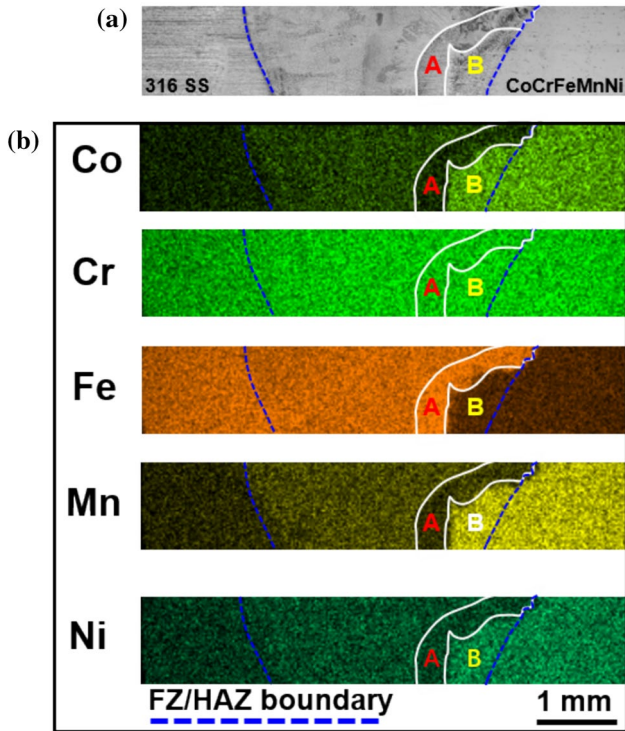 (a)
A B
316 SS CoCrFeMnNi
(b)
Co A B
Cr A B
Fe A B
Mn A B
Ni A B
FZ/HAZ boundary 1 mm